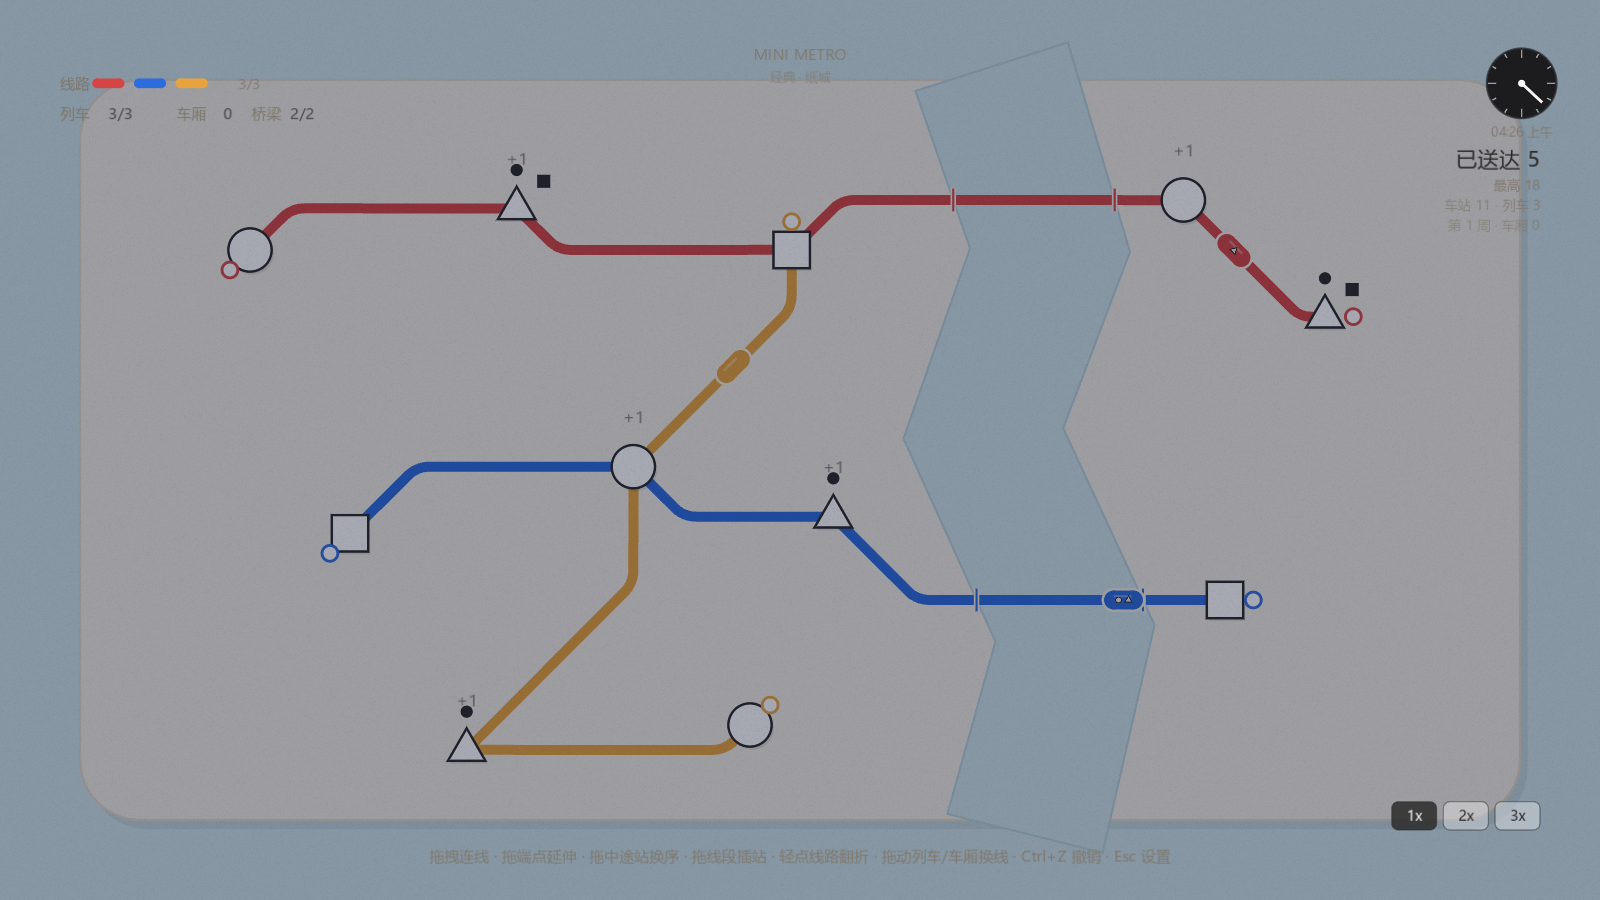 MINI METRO
经典 · 纸城
线路 3/3
列车 3/3 车厢 0 桥梁 2/2
04:26 上午
已送达 5
最高 18
车站 11 · 列车 3
第 1 周 · 车厢 0
+1
+1
+1
+1
+1
1x 2x 3x
拖拽连线 · 拖端点延伸 · 拖中途站换序 · 拖线段插站 · 轻点线路翻折 · 拖动列车/车厢换线 · Ctrl+Z 撤销 · Esc 设置